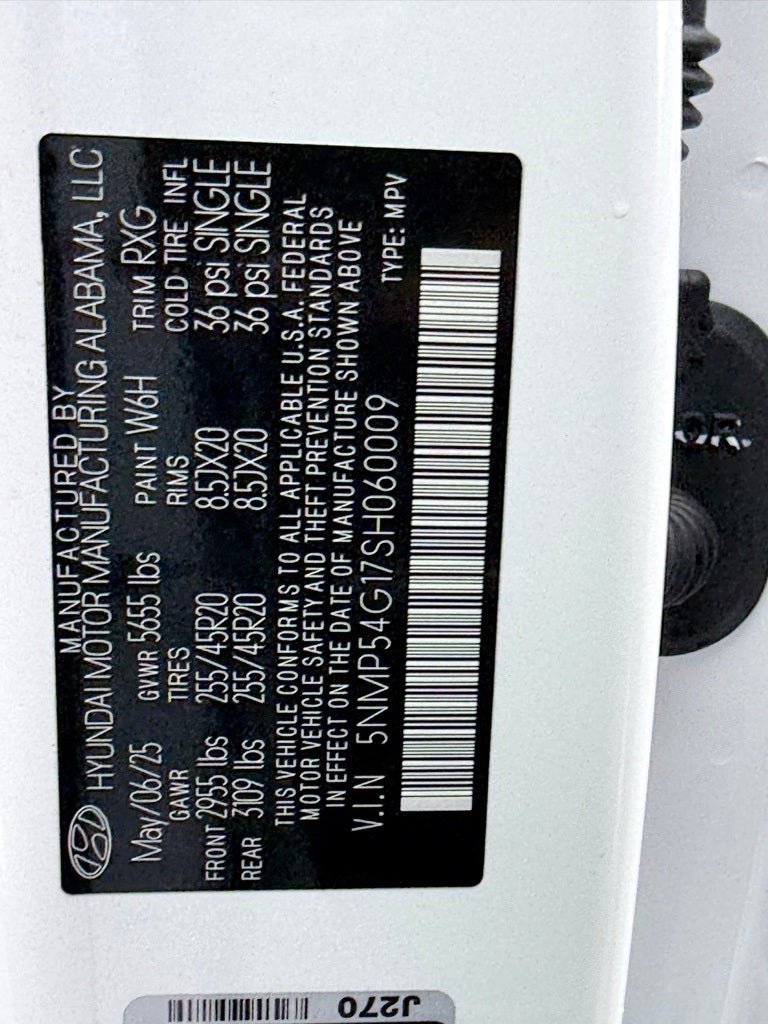 MANUFACTURED BY
HYUNDAI MOTOR MANUFACTURING ALABAMA, LLC
May/06/25 GVWR 5655 lbs PAINT W6H TRIM RXG
GAWR TIRES RIMS COLD TIRE INFL
FRONT 2955 lbs 255/45R20 8.5JX20 36 psi SINGLE
REAR 3109 lbs 255/45R20 8.5JX20 36 psi SINGLE
THIS VEHICLE CONFORMS TO ALL APPLICABLE U.S.A. FEDERAL
MOTOR VEHICLE SAFETY AND THEFT PREVENTION STANDARDS
IN EFFECT ON THE DATE OF MANUFACTURE SHOWN ABOVE
V.I.N 5NMP54G17SH060009 TYPE: MPV
J270